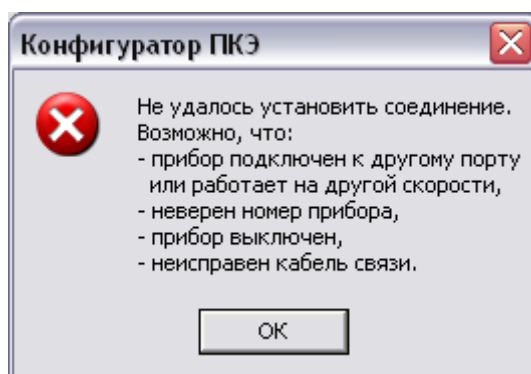 Конфигуратор ПКЭ
Не удалось установить соединение.
Возможно, что:
- прибор подключен к другому порту
или работает на другой скорости,
- неверен номер прибора,
- прибор выключен,
- неисправен кабель связи.
OK